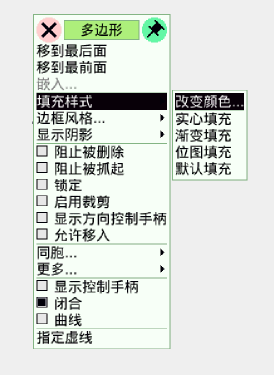 多边形
移到最后面
移到最前面
嵌入...
填充样式
边框风格...
显示阴影
阻止被删除
阻止被抓起
锁定
启用裁剪
显示方向控制手柄
允许移入
同胞...
更多...
显示控制手柄
闭合
曲线
指定虚线
改变颜色...
实心填充
渐变填充
位图填充
默认填充